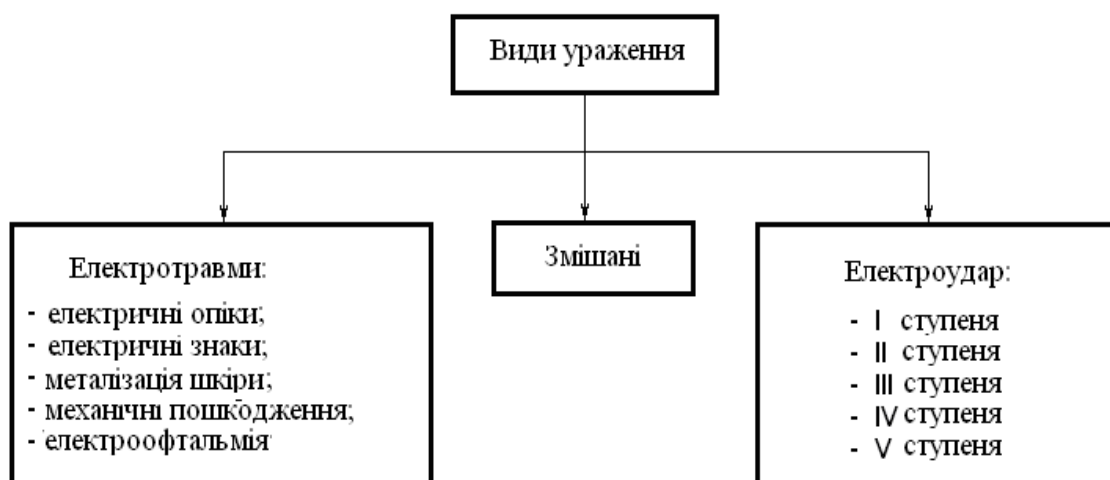 Види ураження
Електротравми:
- електричні опіки;
- електричні знаки;
- металізація шкіри;
- механічні пошкодження;
- електроофтальмія
Змішані
Електроудар:
- I ступеня
- II ступеня
- III ступеня
- IV ступеня
- V ступеня